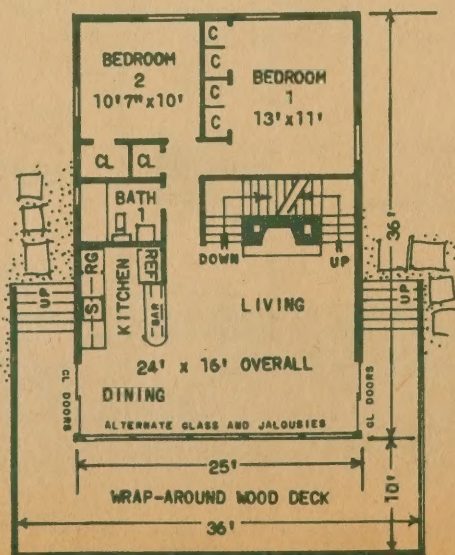 C
BEDROOM
2
10'7"x10'
C
C
C
BEDROOM
1
13'x11'
CL
CL
BATH
1
36'
DOWN
UP
RG
REF
KITCHEN
S
BAR
LIVING
UP
UP
24' x 16' OVERALL
DINING
GL DOORS
GL DOORS
ALTERNATE GLASS AND JALOUSIES
25'
10'
WRAP-AROUND WOOD DECK
36'